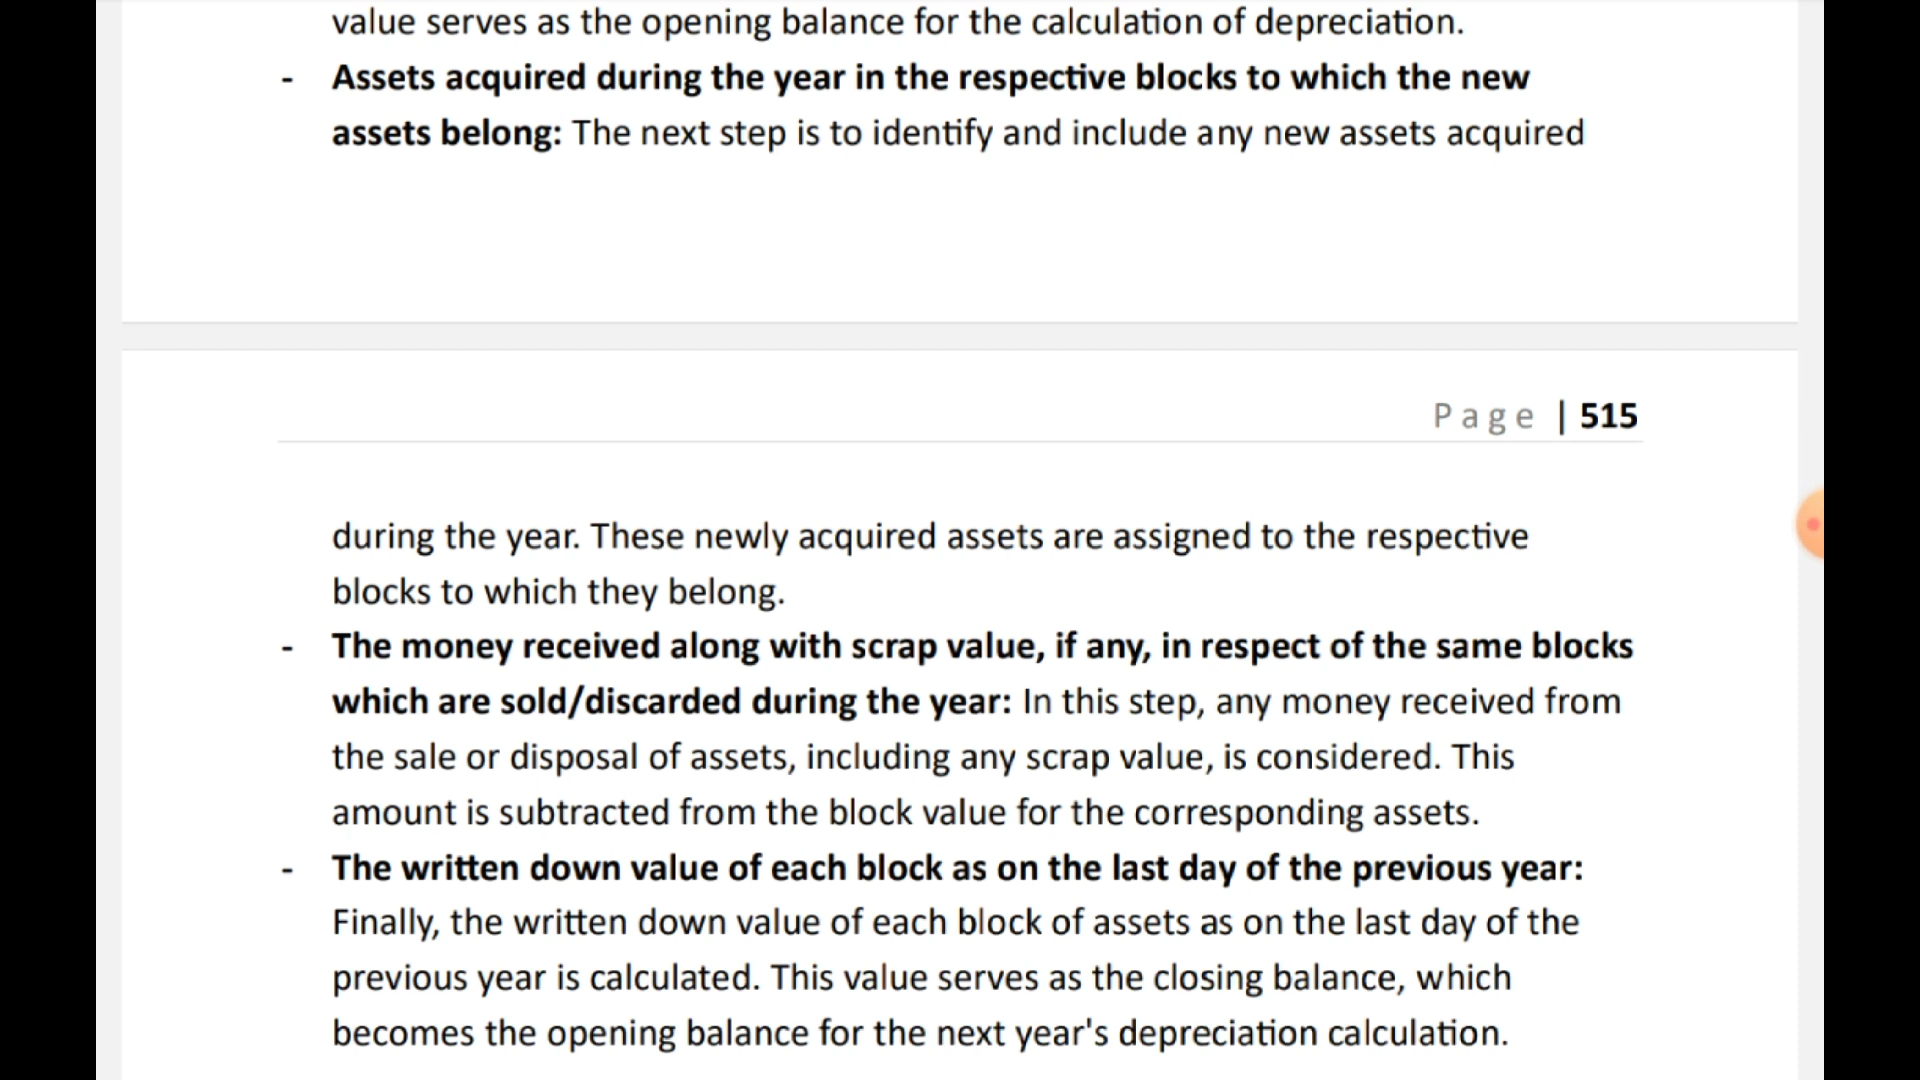 value serves as the opening balance for the calculation of depreciation.
- Assets acquired during the year in the respective blocks to which the new
assets belong: The next step is to identify and include any new assets acquired
Page | 515
during the year. These newly acquired assets are assigned to the respective
blocks to which they belong.
- The money received along with scrap value, if any, in respect of the same blocks
which are sold/discarded during the year: In this step, any money received from
the sale or disposal of assets, including any scrap value, is considered. This
amount is subtracted from the block value for the corresponding assets.
- The written down value of each block as on the last day of the previous year:
Finally, the written down value of each block of assets as on the last day of the
previous year is calculated. This value serves as the closing balance, which
becomes the opening balance for the next year's depreciation calculation.